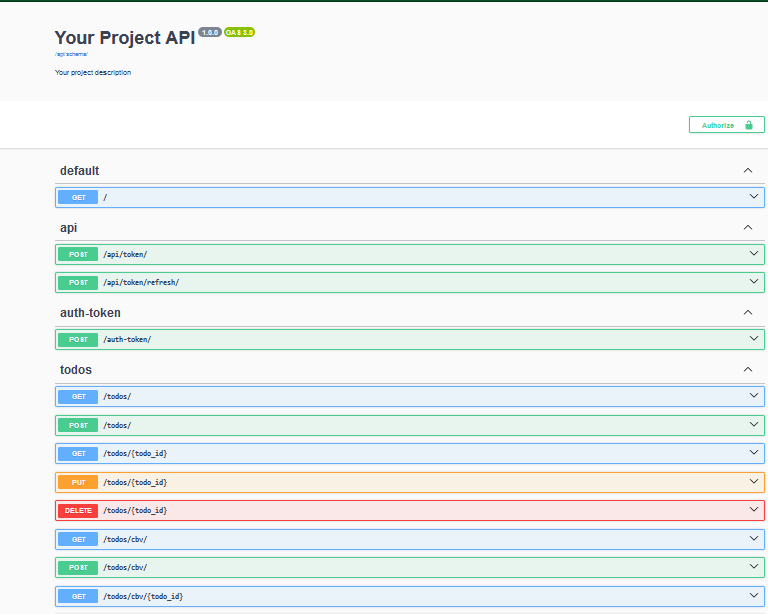 Your Project API 1.0.0 OAS 3.0
/api/schema/
Your project description
Authorize
default
GET /
api
POST /api/token/
POST /api/token/refresh/
auth-token
POST /auth-token/
todos
GET /todos/
POST /todos/
GET /todos/{todo_id}
PUT /todos/{todo_id}
DELETE /todos/{todo_id}
GET /todos/cbv/
POST /todos/cbv/
GET /todos/cbv/{todo_id}